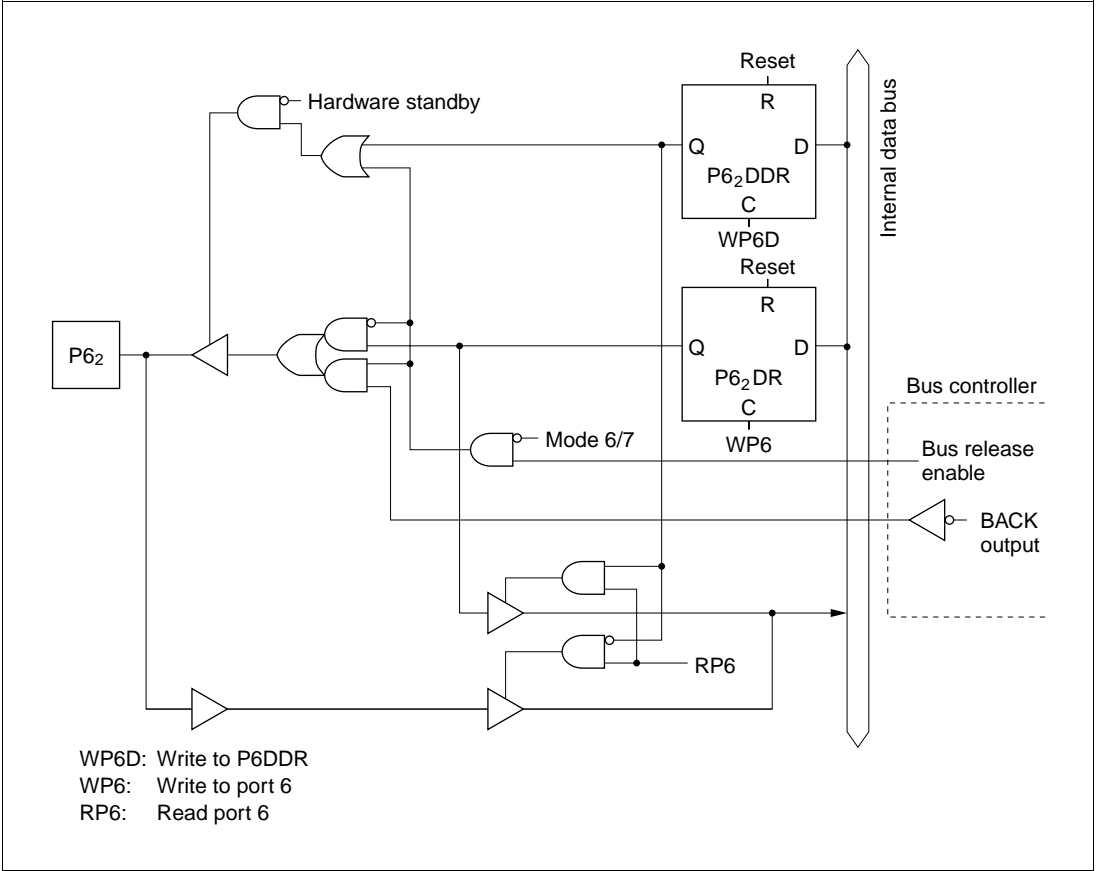 Reset
Hardware standby
R
Q
D
P6₂DDR
C
WP6D
Internal data bus
Reset
R
P6₂
Q
D
P6₂DR
C
WP6
Bus controller
Mode 6/7
Bus release
enable
BACK
output
RP6
WP6D: Write to P6DDR
WP6: Write to port 6
RP6: Read port 6